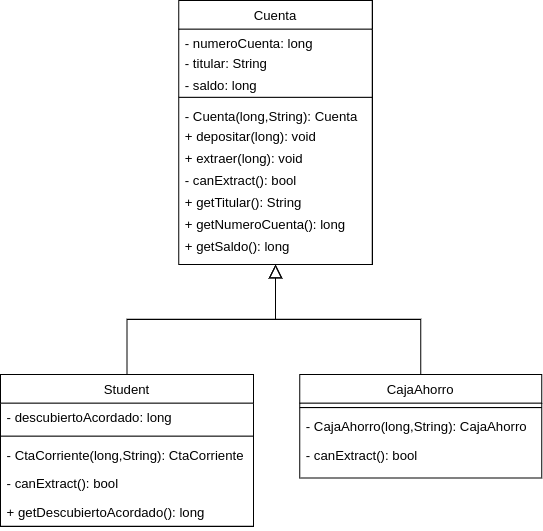 Cuenta
- numeroCuenta: long
- titular: String
- saldo: long
- Cuenta(long,String): Cuenta
+ depositar(long): void
+ extraer(long): void
- canExtract(): bool
+ getTitular(): String
+ getNumeroCuenta(): long
+ getSaldo(): long
Student
- descubiertoAcordado: long
- CtaCorriente(long,String): CtaCorriente
- canExtract(): bool
+ getDescubiertoAcordado(): long
CajaAhorro
- CajaAhorro(long,String): CajaAhorro
- canExtract(): bool